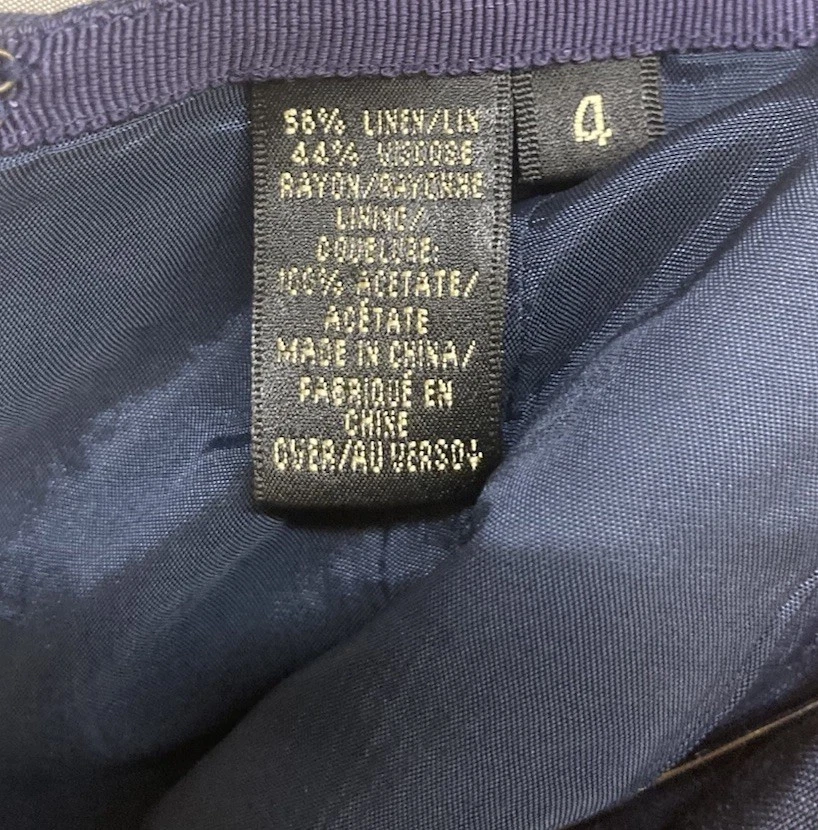 56% LINEN/LIN
44% VISCOSE
RAYON/RAYONNE
LINING/
DOUBLURE:
100% ACETATE/
ACÉTATE
MADE IN CHINA/
FABRIQUÉ EN
CHINE
OVER/AU VERSO↓
4